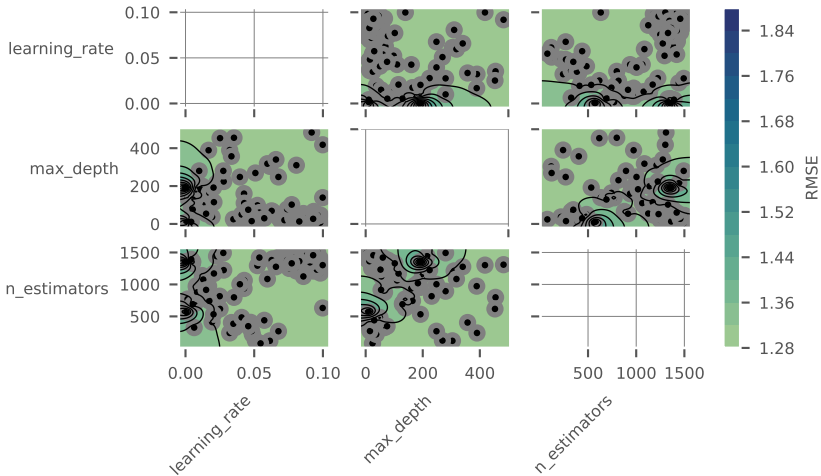 0.10
learning_rate
0.05
0.00
400
max_depth
200
0
1500
1000
n_estimators
500
0.00 0.05 0.10
0 200 400
500 1000 1500
learning_rate
max_depth
n_estimators
1.84
1.76
1.68
1.60
1.52
1.44
1.36
1.28
RMSE